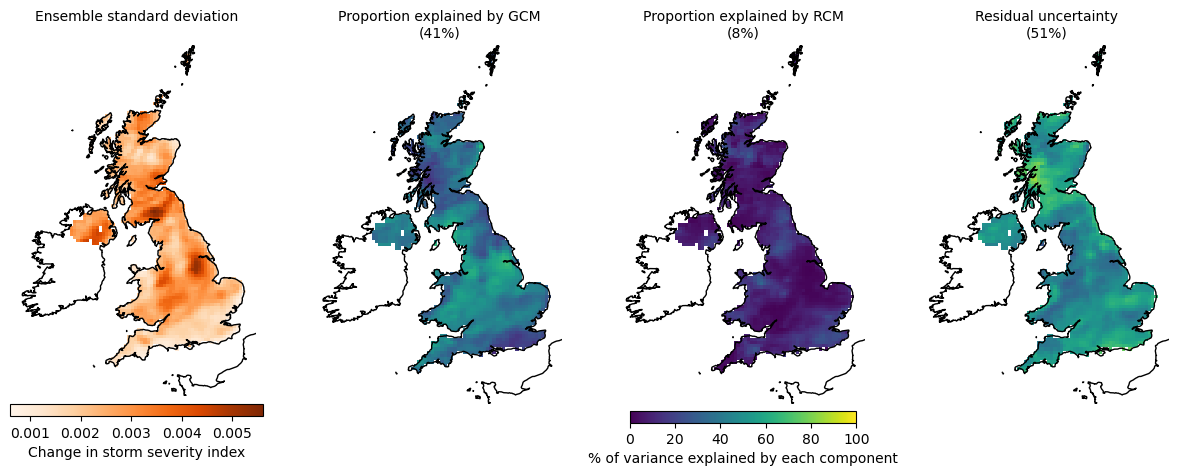 Ensemble standard deviation
Proportion explained by GCM
(41%)
Proportion explained by RCM
(8%)
Residual uncertainty
(51%)
0.001 0.002 0.003 0.004 0.005
Change in storm severity index
0 20 40 60 80 100
% of variance explained by each component